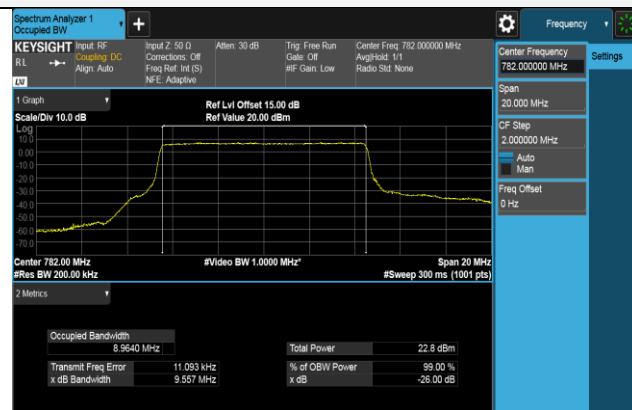 Spectrum Analyzer 1
Occupied BW
+
Frequency
KEYSIGHT Input: RF
RL
Coupling: DC
Align: Auto
LXI
Input Z: 50 Ω
Corrections: Off
Freq Ref: Int (S)
NFE: Adaptive
Atten: 30 dB
Trig: Free Run
Gate: Off
#IF Gain: Low
Center Freq: 782.000000 MHz
Avg|Hold: 1/1
Radio Std: None
Center Frequency
782.000000 MHz
Settings
Span
20.000 MHz
CF Step
2.000000 MHz
Auto
Man
Freq Offset
0 Hz
1 Graph
Scale/Div 10.0 dB
Ref Lvl Offset 15.00 dB
Ref Value 20.00 dBm
Log
10.0
0.00
-10.0
-20.0
-30.0
-40.0
-50.0
-60.0
-70.0
Center 782.00 MHz
#Video BW 1.0000 MHz*
Span 20 MHz
#Res BW 200.00 kHz
#Sweep 300 ms (1001 pts)
2 Metrics
Occupied Bandwidth
8.9640 MHz
Total Power 22.8 dBm
Transmit Freq Error 11.093 kHz
% of OBW Power 99.00 %
x dB Bandwidth 9.557 MHz
x dB -26.00 dB